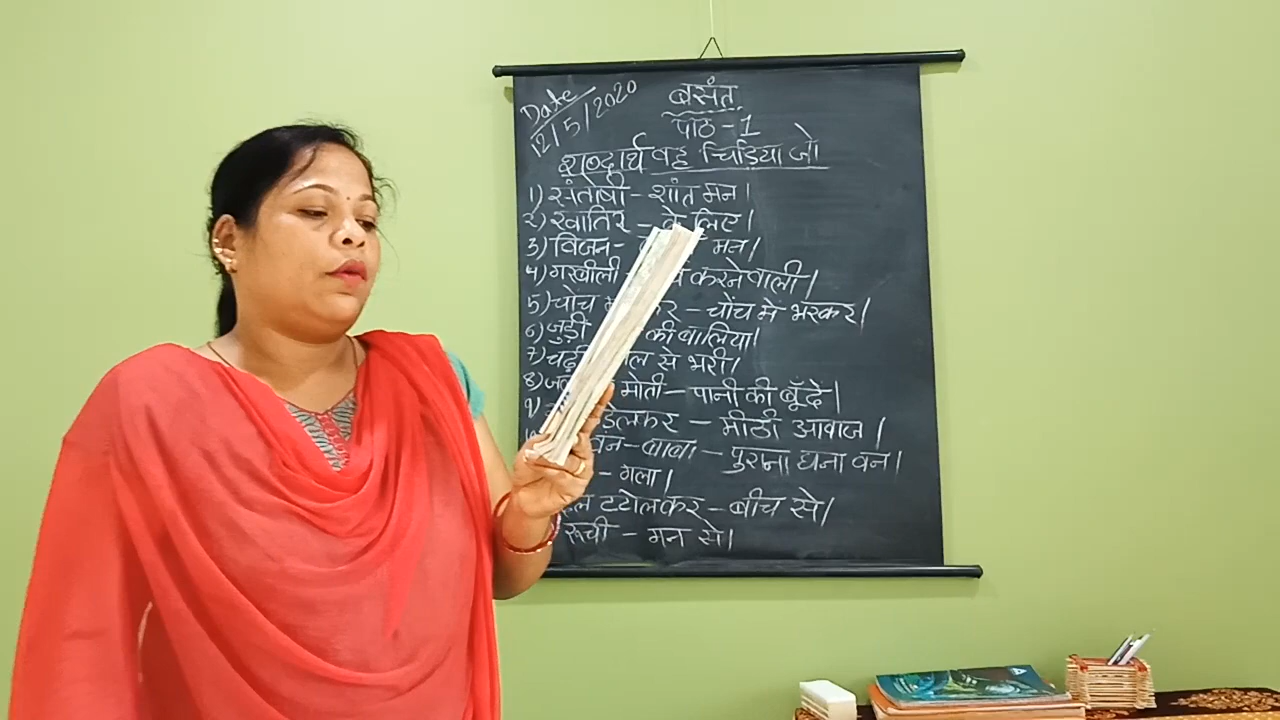 Date
12/5/2020
बसंत
पाठ-1
शब्दार्थ वह चिड़िया जो
1) संतोषी - शांत मन।
2) खातिर - के लिए।
3) विजन- मन।
4) गरबीली करने वाली।
5) चोंच - चोंच में भरकर।
6) जुड़ी की बालियां।
7) चढ़ी से भरी।
8) मोती - पानी की बूँदें।
- मीठी आवाज।
वन-बाबा - पुराना घना वन।
- गला।
टटोलकर - बीच से।
रूची - मन से।